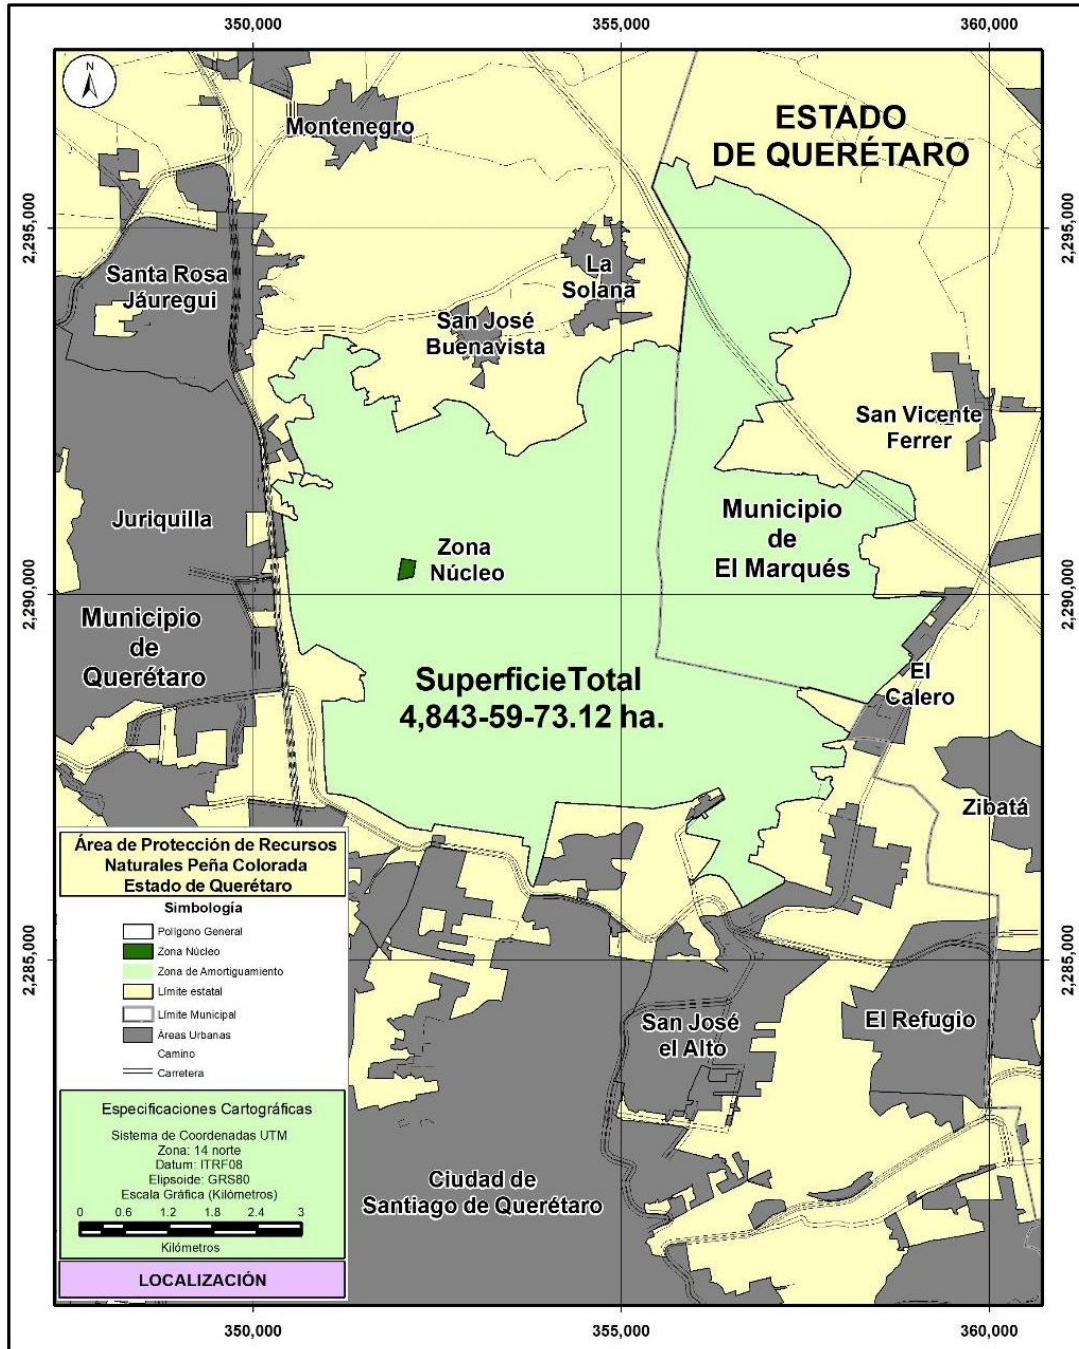 350,000
355,000
360,000
N
ESTADO
DE QUERÉTARO
Montenegro
2,295,000
2,295,000
Santa Rosa
Jáuregui
La
Solana
San José
Buenavista
San Vicente
Ferrer
Juriquilla
Zona
Núcleo
Municipio
de
El Marqués
2,290,000
2,290,000
Municipio
de
Querétaro
SuperficieTotal
4,843-59-73.12 ha.
El
Calero
Zibatá
Área de Protección de Recursos
Naturales Peña Colorada
Estado de Querétaro
Simbología
Polígono General
Zona Núcleo
Zona de Amortiguamiento
Límite estatal
Límite Municipal
Áreas Urbanas
Camino
Carretera
2,285,000
2,285,000
San José
el Alto
El Refugio
Especificaciones Cartográficas
Sistema de Coordenadas UTM
Zona: 14 norte
Datum: ITRF08
Elipsoide: GRS80
Escala Gráfica (Kilómetros)
0 0.6 1.2 1.8 2.4 3
Kilómetros
LOCALIZACIÓN
Ciudad de
Santiago de Querétaro
350,000
355,000
360,000